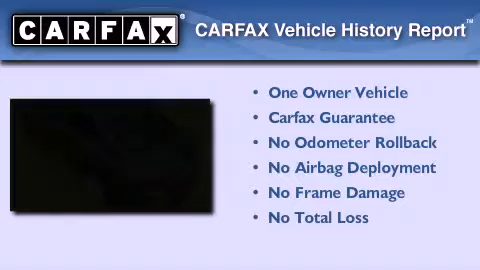 CARFAX®
CARFAX Vehicle History Report™
• One Owner Vehicle
• Carfax Guarantee
• No Odometer Rollback
• No Airbag Deployment
• No Frame Damage
• No Total Loss